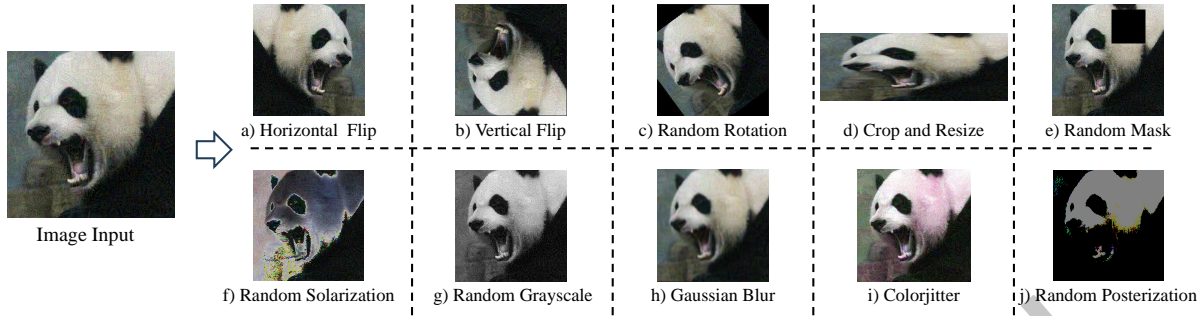 Image Input
a) Horizontal Flip
b) Vertical Flip
c) Random Rotation
d) Crop and Resize
e) Random Mask
f) Random Solarization
g) Random Grayscale
h) Gaussian Blur
i) Colorjitter
j) Random Posterization